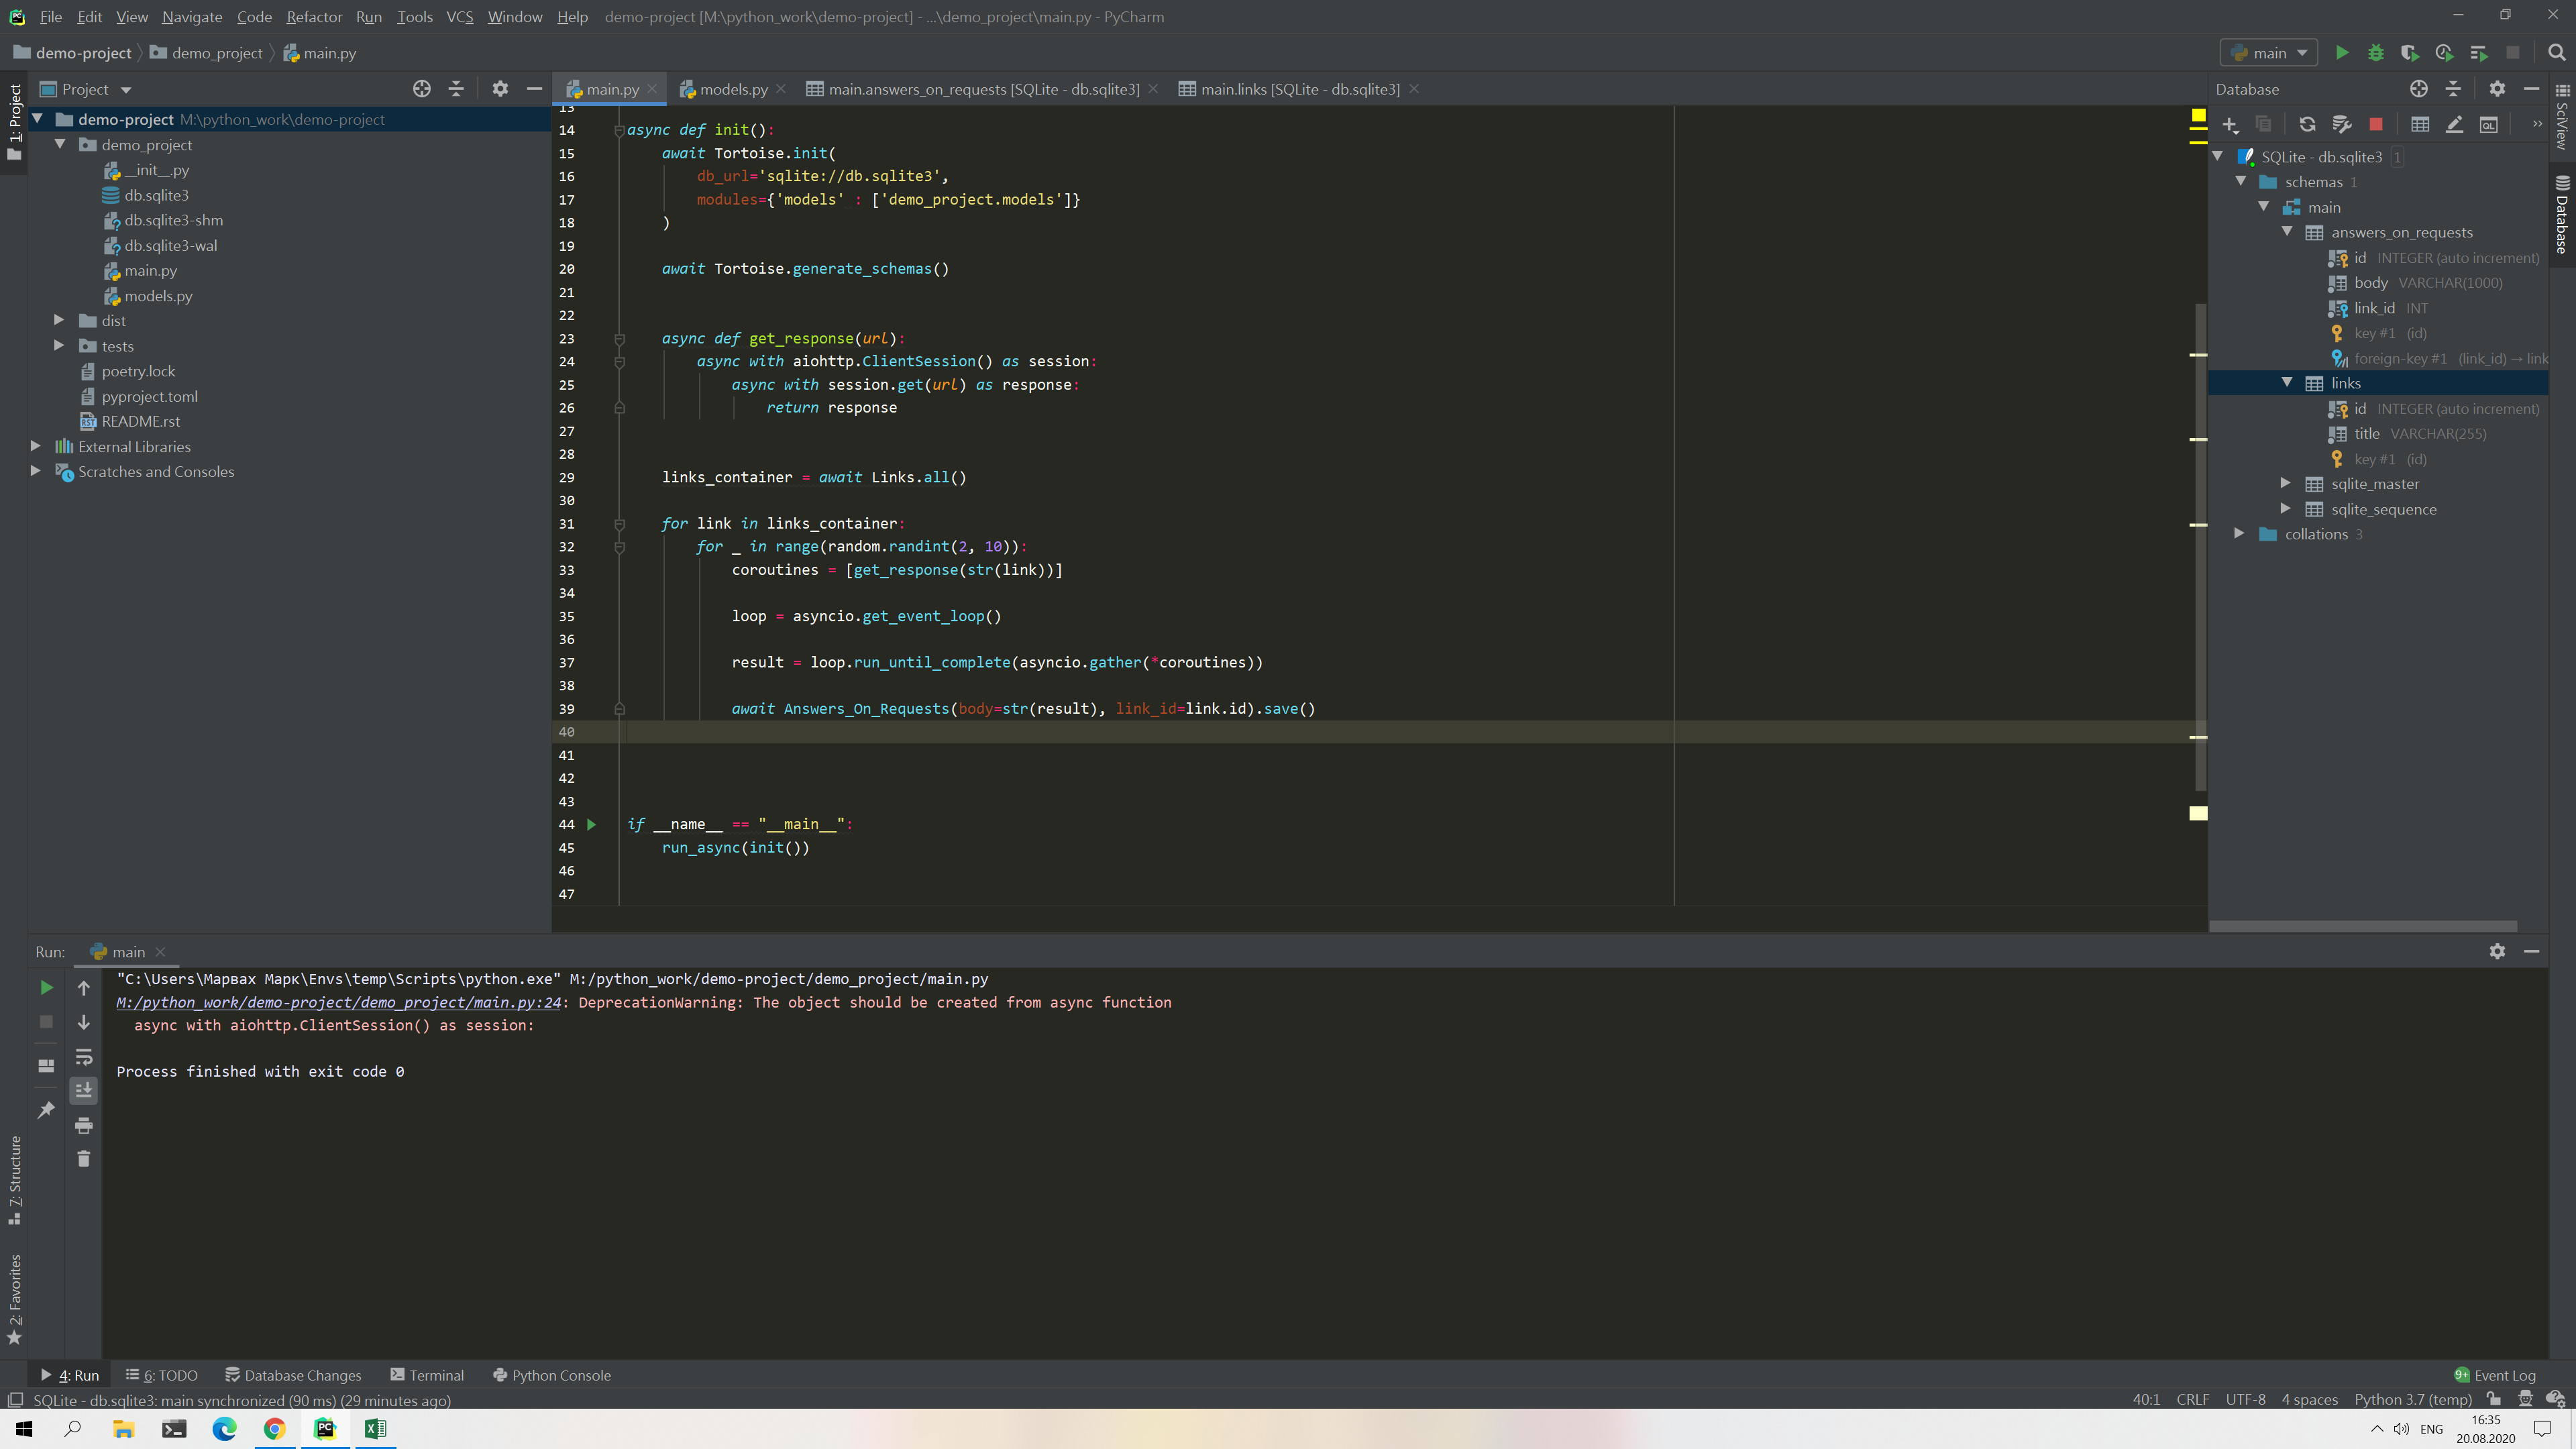 File Edit View Navigate Code Refactor Run Tools VCS Window Help demo-project [M:\python_work\demo-project] - ...\demo_project\main.py - PyCharm
demo-project demo_project main.py
main
1: Project
Project
demo-project M:\python_work\demo-project
demo_project
__init__.py
db.sqlite3
db.sqlite3-shm
db.sqlite3-wal
main.py
models.py
dist
tests
poetry.lock
pyproject.toml
README.rst
External Libraries
Scratches and Consoles
main.py models.py main.answers_on_requests [SQLite - db.sqlite3] main.links [SQLite - db.sqlite3]
13
14 async def init():
15 await Tortoise.init(
16 db_url='sqlite://db.sqlite3',
17 modules={'models' : ['demo_project.models']}
18 )
19
20 await Tortoise.generate_schemas()
21
22
23 async def get_response(url):
24 async with aiohttp.ClientSession() as session:
25 async with session.get(url) as response:
26 return response
27
28
29 links_container = await Links.all()
30
31 for link in links_container:
32 for _ in range(random.randint(2, 10)):
33 coroutines = [get_response(str(link))]
34
35 loop = asyncio.get_event_loop()
36
37 result = loop.run_until_complete(asyncio.gather(*coroutines))
38
39 await Answers_On_Requests(body=str(result), link_id=link.id).save()
40
41
42
43
44 if __name__ == "__main__":
45 run_async(init())
46
47
Database
SQLite - db.sqlite3 1
schemas 1
main
answers_on_requests
id INTEGER (auto increment)
body VARCHAR(1000)
link_id INT
key #1 (id)
foreign-key #1 (link_id) → link
links
id INTEGER (auto increment)
title VARCHAR(255)
key #1 (id)
sqlite_master
sqlite_sequence
collations 3
SciView
Database
Run: main
"C:\Users\Марвах Марк\Envs\temp\Scripts\python.exe" M:/python_work/demo-project/demo_project/main.py
M:/python_work/demo-project/demo_project/main.py:24: DeprecationWarning: The object should be created from async function
async with aiohttp.ClientSession() as session:
Process finished with exit code 0
7: Structure
2: Favorites
4: Run 6: TODO Database Changes Terminal Python Console 9+ Event Log
SQLite - db.sqlite3: main synchronized (90 ms) (29 minutes ago) 40:1 CRLF UTF-8 4 spaces Python 3.7 (temp)
ENG
16:35
20.08.2020